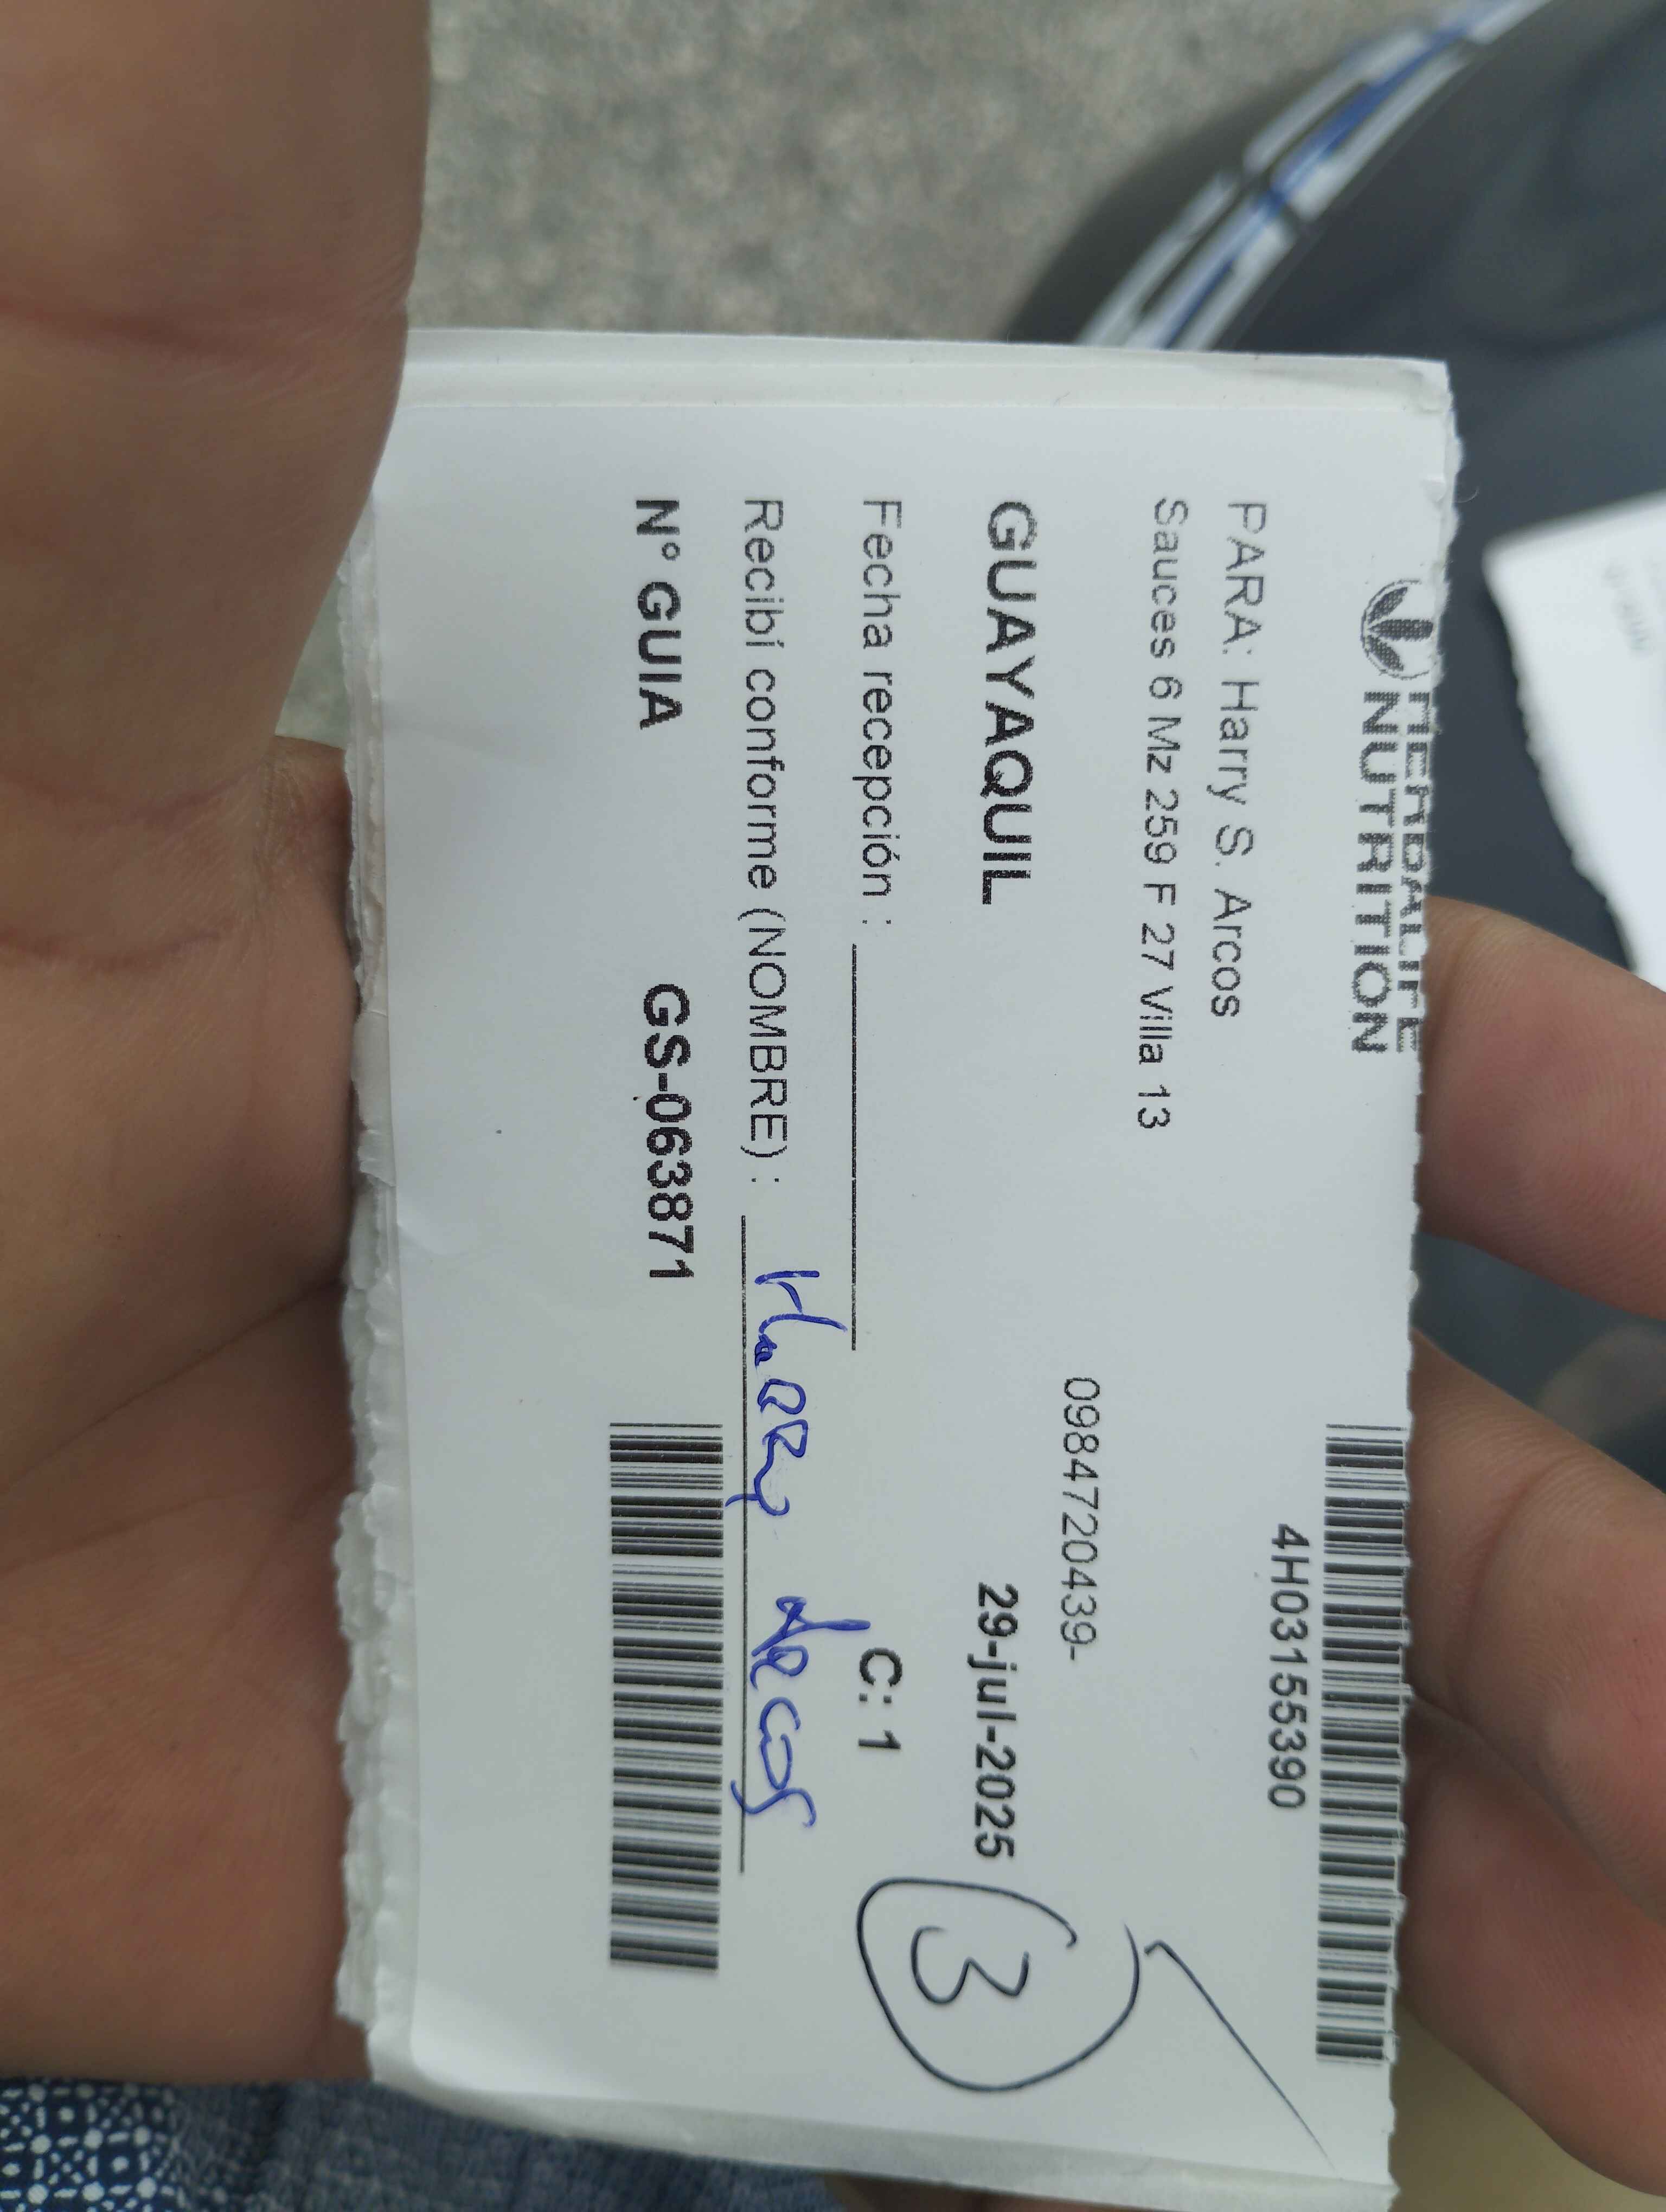 HERBALIFE
NUTRITION
4H03155390
PARA: Harry S. Arcos
Sauces 6 Mz 259 F 27 Villa 13
0984720439-
GUAYAQUIL 29-jul-2025
3
Fecha recepción : C: 1
Recibí conforme (NOMBRE) : Harry Arcos
N° GUIA GS-063871